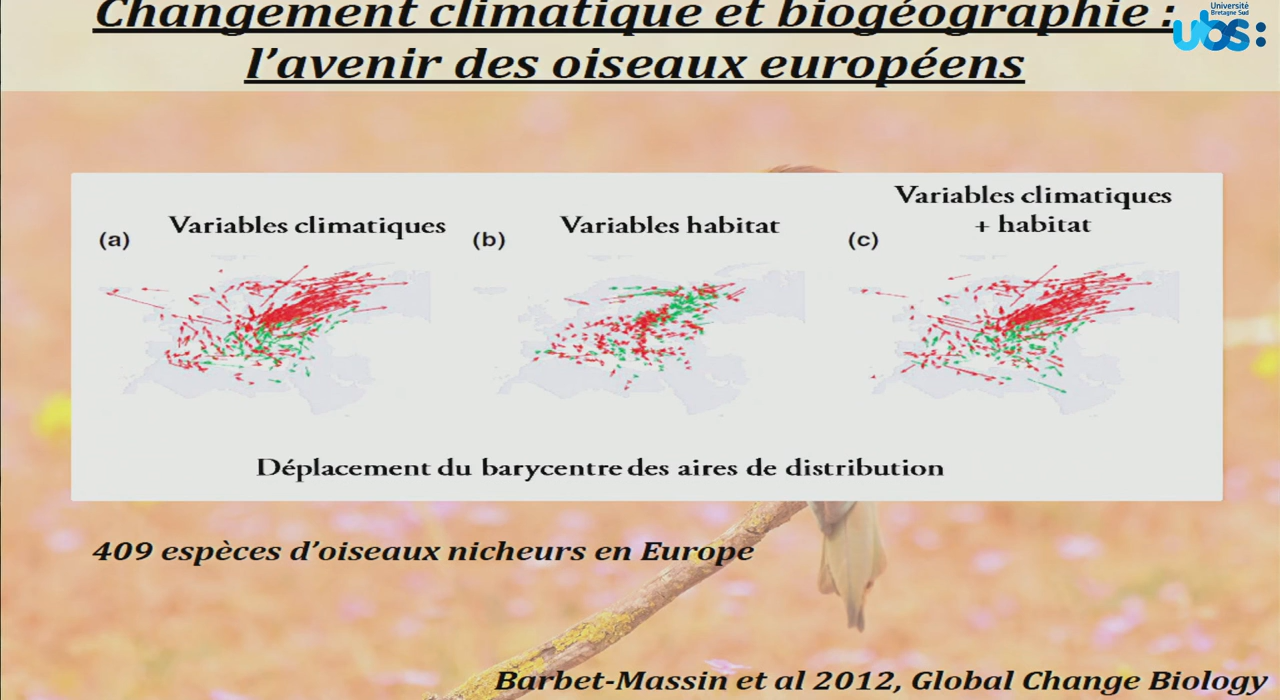 Changement climatique et biogéographie :
l'avenir des oiseaux européens
Université
Bretagne Sud
ubs:
Variables climatiques
Variables habitat
Variables climatiques
+ habitat
(a)
(b)
(c)
Déplacement du barycentre des aires de distribution
409 espèces d'oiseaux nicheurs en Europe
Barbet-Massin et al 2012, Global Change Biology